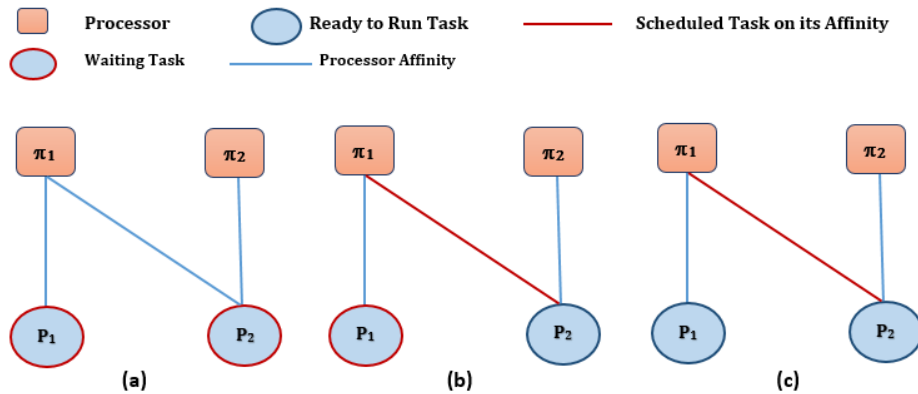 Processor Ready to Run Task Scheduled Task on its Affinity
Waiting Task Processor Affinity
π1 π2 π1 π2 π1 π2
P1 P2 P1 P2 P1 P2
(a) (b) (c)